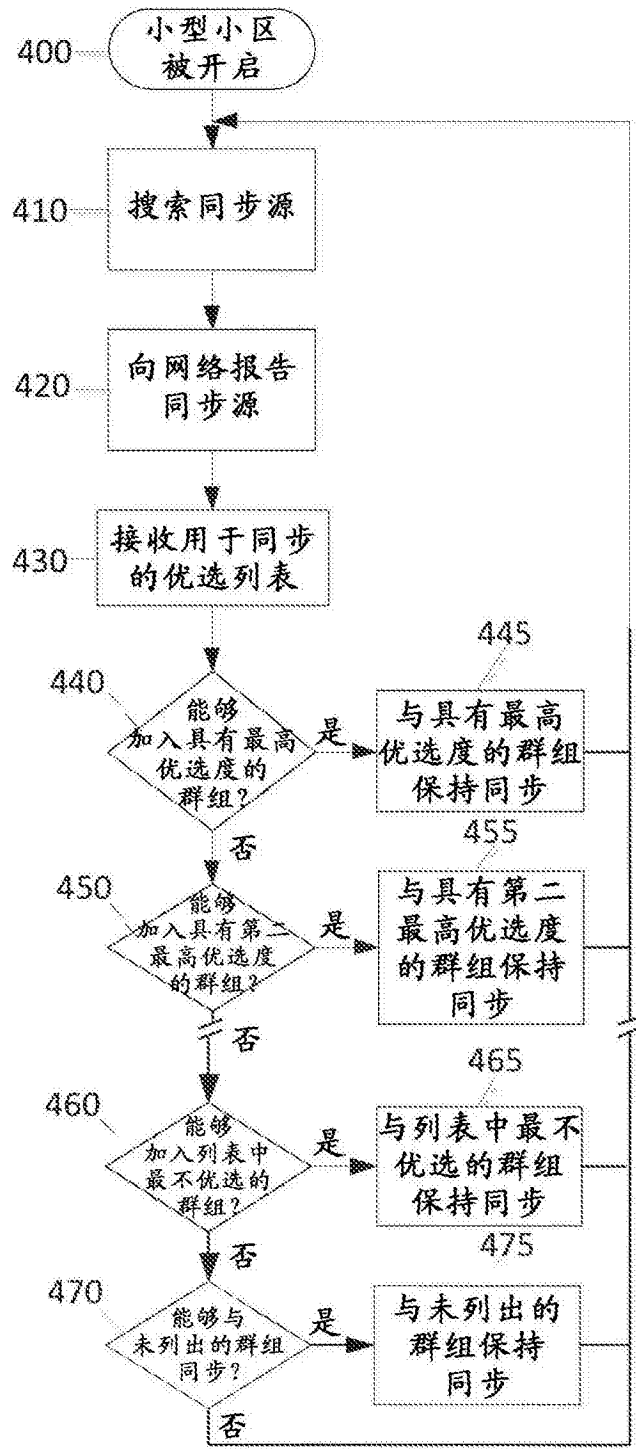 400
小型小区
被开启
410
搜索同步源
420
向网络报告
同步源
430
接收用于同步
的优选列表
440
能够
加入具有最高
优选度的
群组?
是
445
与具有最高
优选度的群组
保持同步
否
450
能够
加入具有第二
最高优选度
的群组?
是
455
与具有第二
最高优选度
的群组保持
同步
否
460
能够
加入列表中
最不优选的
群组?
是
465
与列表中最不
优选的群组
保持同步
否
470
能够与
未列出的群组
同步?
是
475
与未列出的
群组保持
同步
否